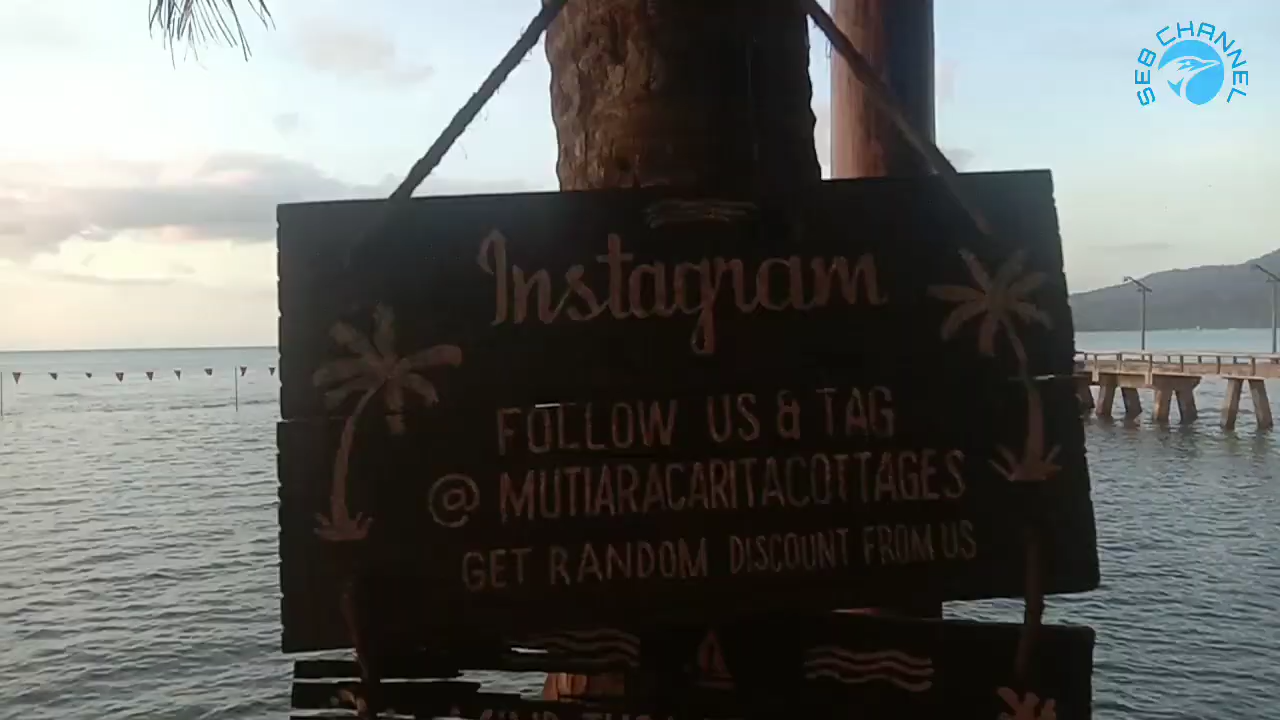 SEB CHANNEL
Instagram
FOLLOW US & TAG
@ MUTIARACARITACOTTAGES
GET RANDOM DISCOUNT FROM US